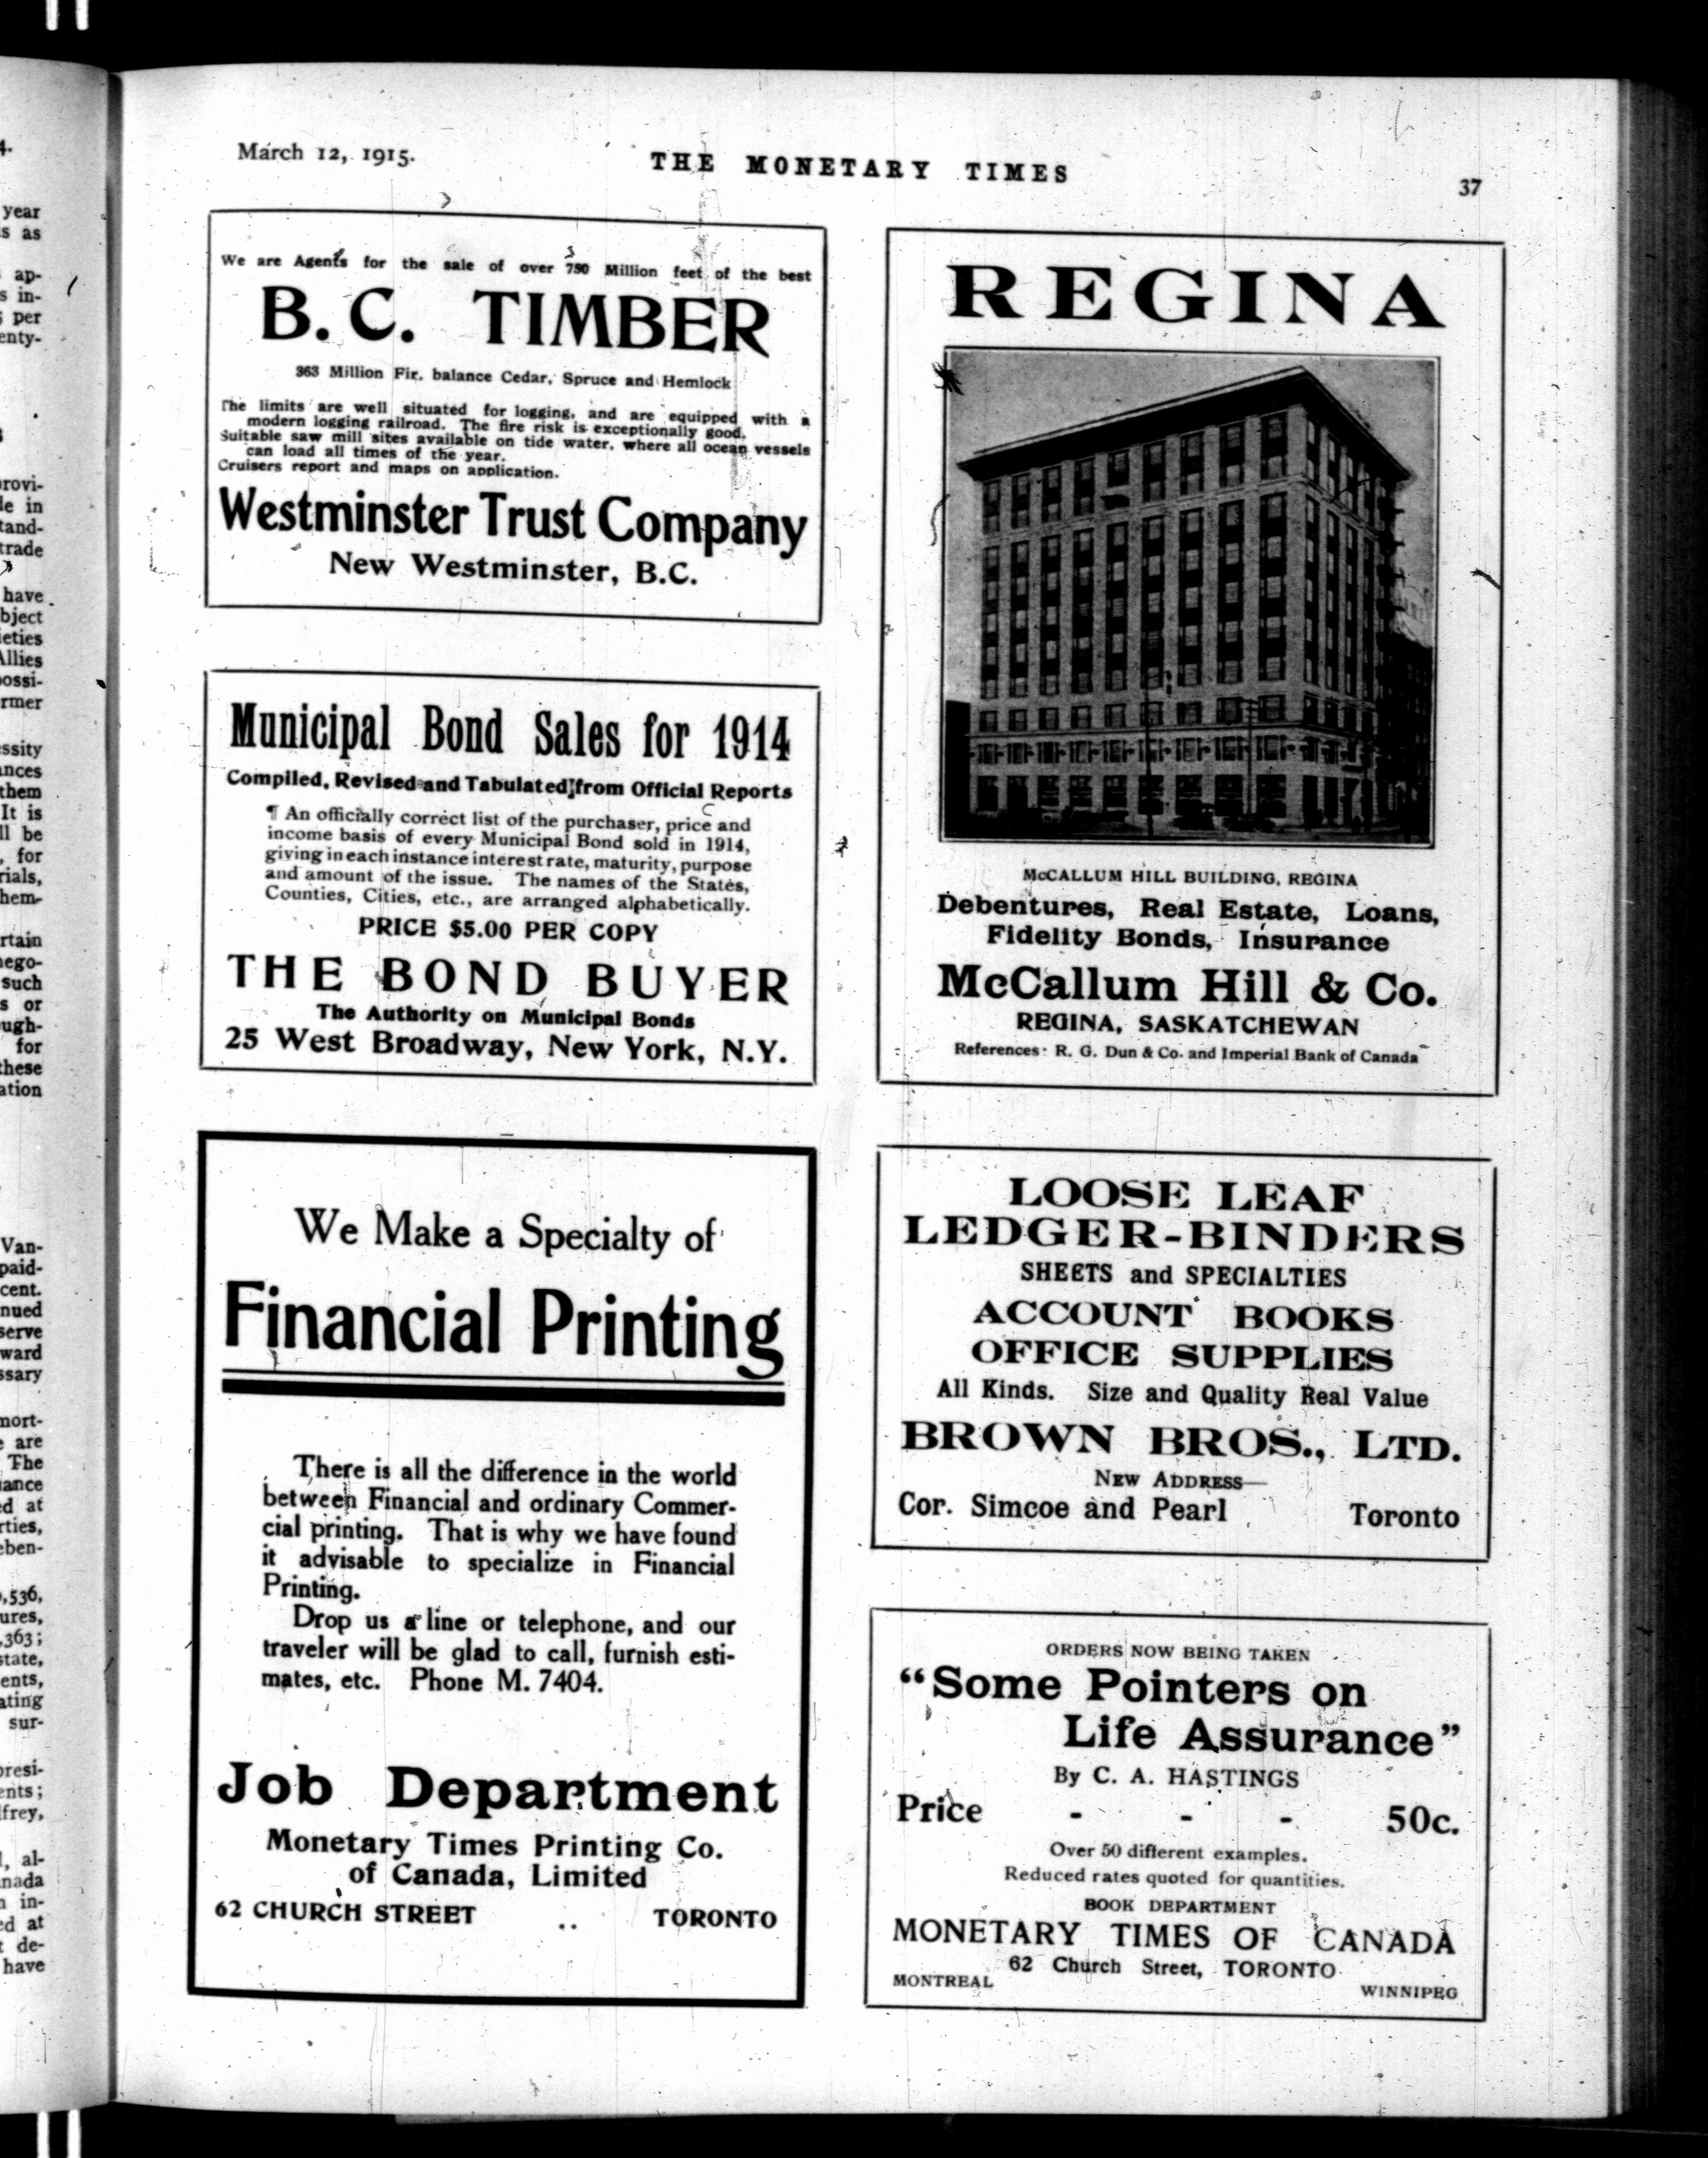 March 12, 1915.
THE MONETARY TIMES
37
We are Agents for the sale of over 750 Million feet of the best
B.C. TIMBER
363 Million Fir, balance Cedar, Spruce and Hemlock
The limits are well situated for logging, and are equipped with a
modern logging railroad. The fire risk is exceptionally good.
Suitable saw mill sites available on tide water, where all ocean vessels
can load all times of the year.
Cruisers report and maps on application.
Westminster Trust Company
New Westminster, B.C.
Municipal Bond Sales for 1914
Compiled, Revised and Tabulated from Official Reports
¶ An officially correct list of the purchaser, price and
income basis of every Municipal Bond sold in 1914,
giving in each instance interest rate, maturity, purpose
and amount of the issue. The names of the States,
Counties, Cities, etc., are arranged alphabetically.
PRICE $5.00 PER COPY
THE BOND BUYER
The Authority on Municipal Bonds
25 West Broadway, New York, N.Y.
We Make a Specialty of
Financial Printing
There is all the difference in the world
between Financial and ordinary Commer-
cial printing. That is why we have found
it advisable to specialize in Financial
Printing.
Drop us a line or telephone, and our
traveler will be glad to call, furnish esti-
mates, etc. Phone M. 7404.
Job Department
Monetary Times Printing Co.
of Canada, Limited
62 CHURCH STREET .. TORONTO
REGINA
McCALLUM HILL BUILDING, REGINA
Debentures, Real Estate, Loans,
Fidelity Bonds, Insurance
McCallum Hill & Co.
REGINA, SASKATCHEWAN
References: R. G. Dun & Co. and Imperial Bank of Canada
LOOSE LEAF
LEDGER-BINDERS
SHEETS and SPECIALTIES
ACCOUNT BOOKS
OFFICE SUPPLIES
All Kinds. Size and Quality Real Value
BROWN BROS., LTD.
NEW ADDRESS—
Cor. Simcoe and Pearl Toronto
ORDERS NOW BEING TAKEN
“Some Pointers on
Life Assurance”
By C. A. HASTINGS
Price - - - 50c.
Over 50 different examples.
Reduced rates quoted for quantities.
BOOK DEPARTMENT
MONETARY TIMES OF CANADA
62 Church Street, TORONTO
MONTREAL WINNIPEG